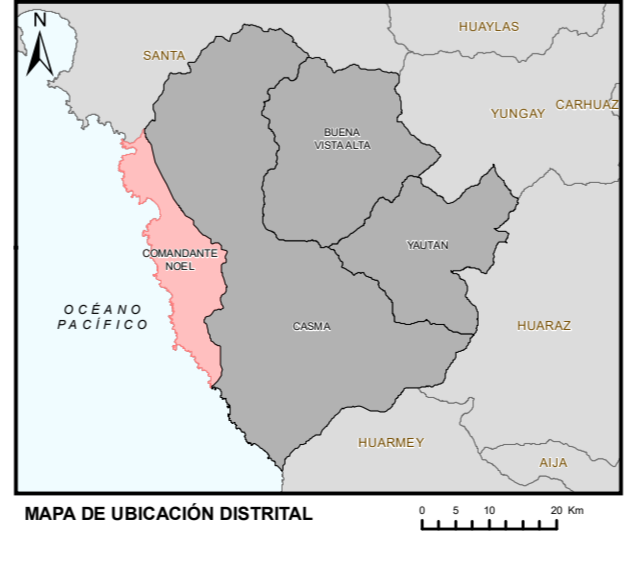 N
HUAYLAS
SANTA
CARHUAZ
YUNGAY
BUENA
VISTA ALTA
YAUTAN
COMANDANTE
NOEL
OCÉANO
PACÍFICO
CASMA
HUARAZ
HUARMEY
AIJA
MAPA DE UBICACIÓN DISTRITAL
0 5 10 20 Km